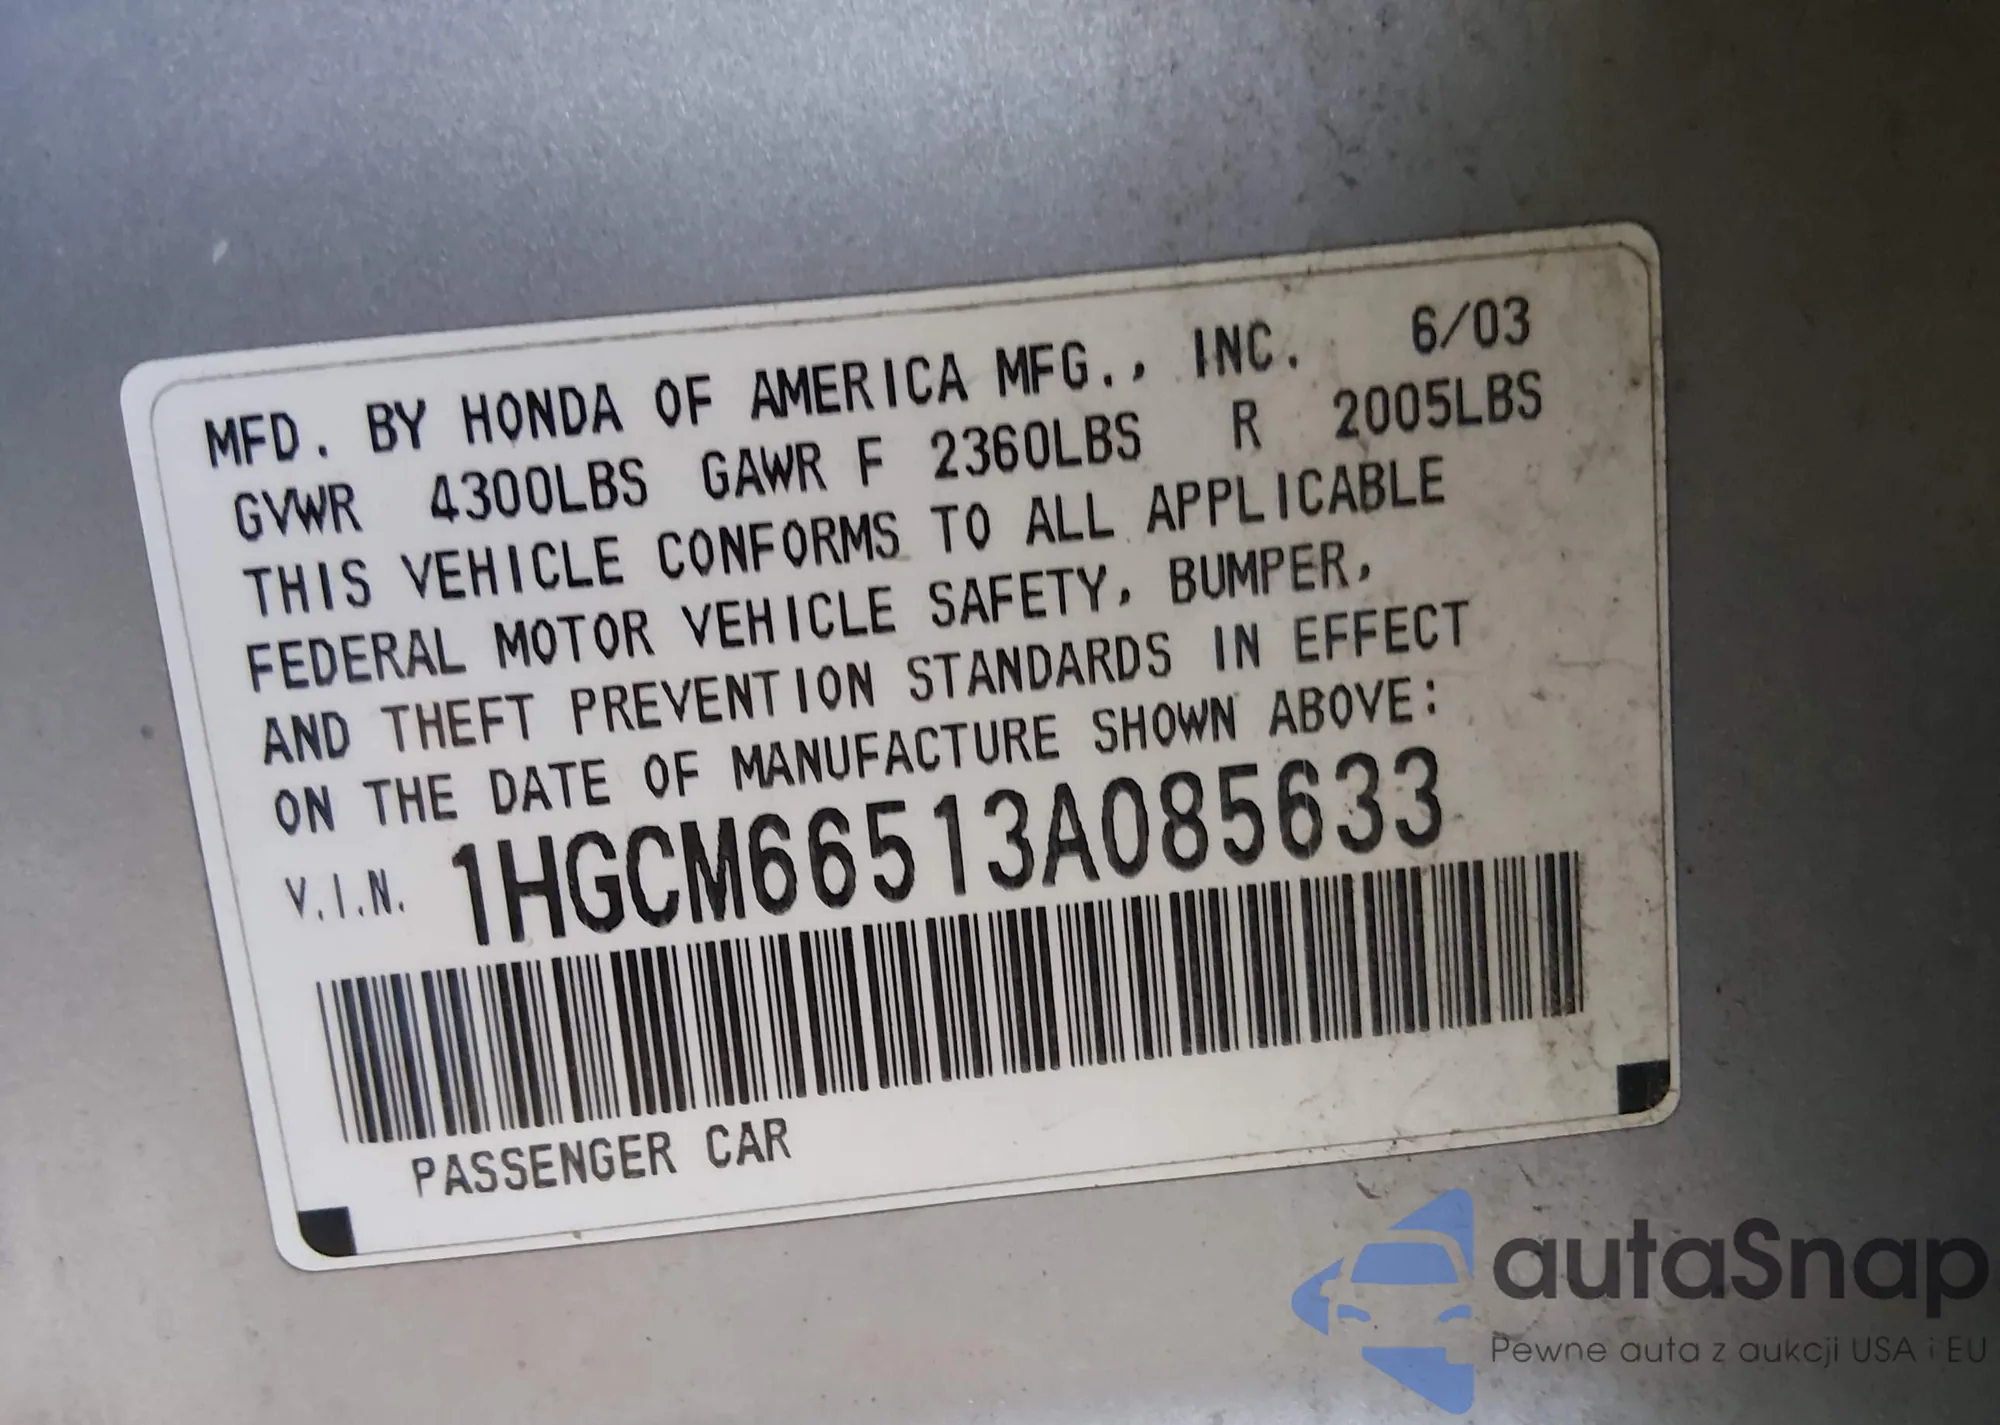 MFD. BY HONDA OF AMERICA MFG., INC. 6/03
GVWR 4300LBS GAWR F 2360LBS R 2005LBS
THIS VEHICLE CONFORMS TO ALL APPLICABLE
FEDERAL MOTOR VEHICLE SAFETY, BUMPER,
AND THEFT PREVENTION STANDARDS IN EFFECT
ON THE DATE OF MANUFACTURE SHOWN ABOVE:
V.I.N. 1HGCM66513A085633
PASSENGER CAR
autaSnap
Pewne auta z aukcji USA i EU